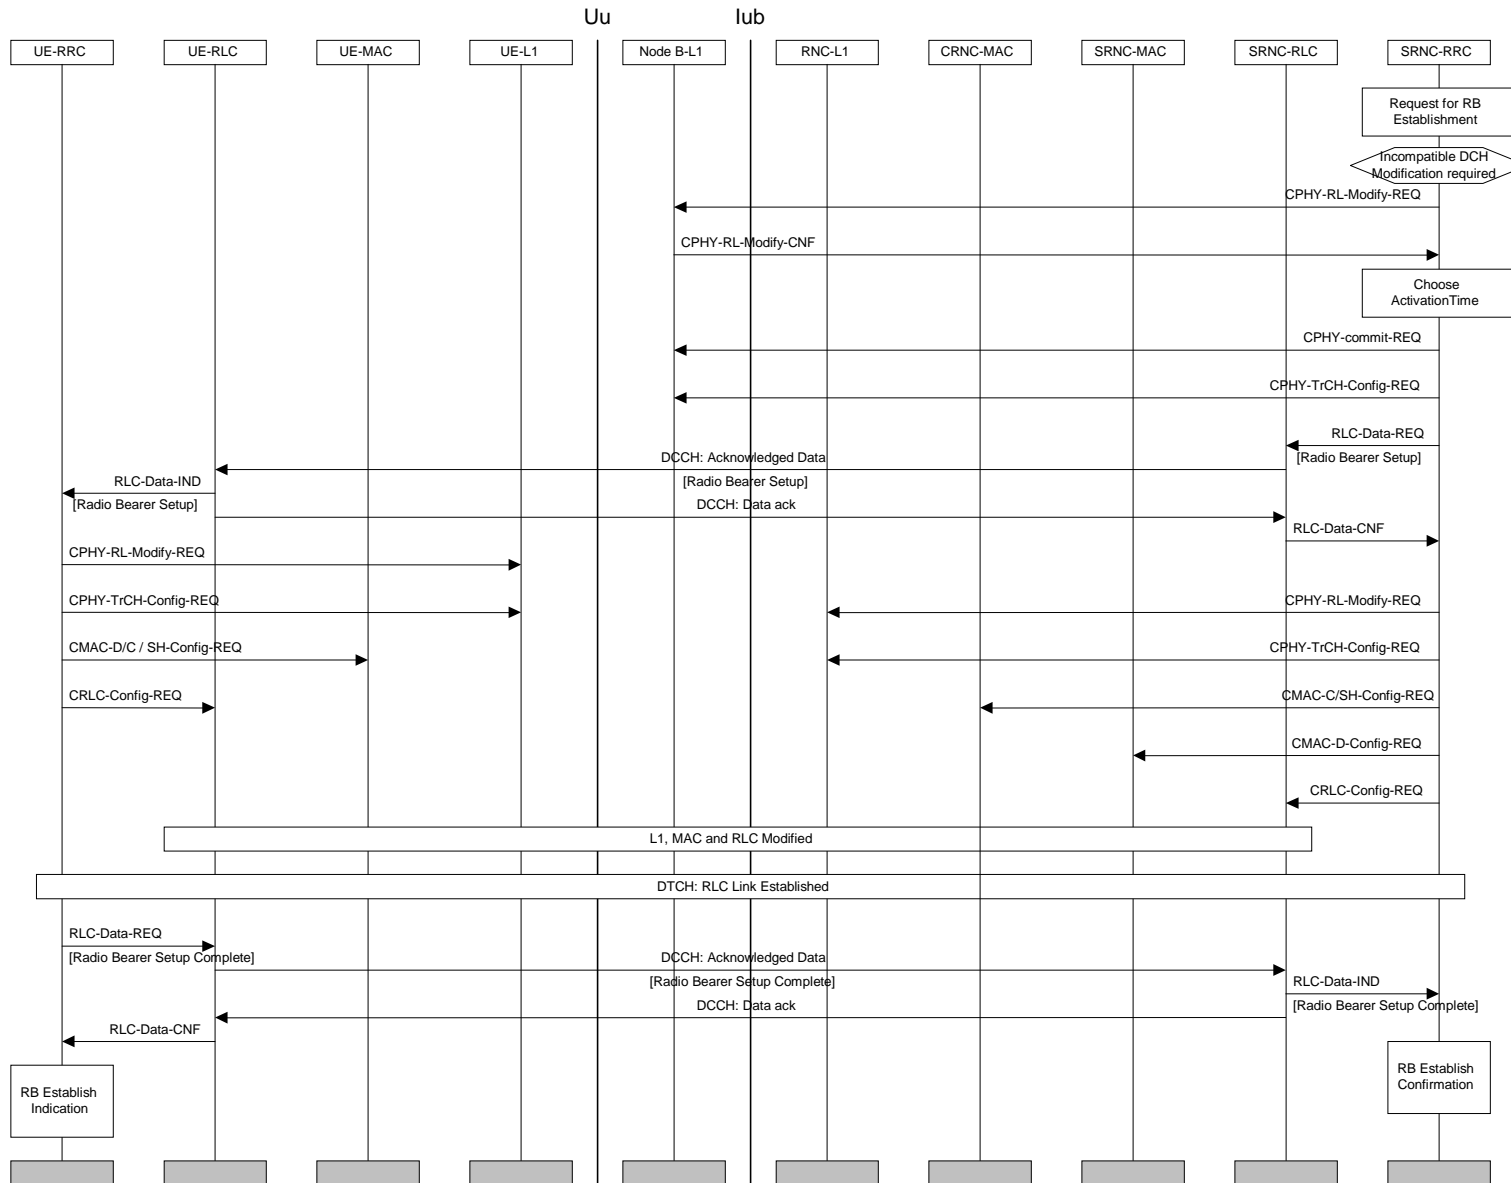 Uu
Iub
UE-RRC
UE-RLC
UE-MAC
UE-L1
Node B-L1
RNC-L1
CRNC-MAC
SRNC-MAC
SRNC-RLC
SRNC-RRC
Request for RB
Establishment
Incompatible DCH
Modification required
CPHY-RL-Modify-REQ
CPHY-RL-Modify-CNF
Choose
ActivationTime
CPHY-commit-REQ
CPHY-TrCH-Config-REQ
RLC-Data-REQ
[Radio Bearer Setup]
DCCH: Acknowledged Data
[Radio Bearer Setup]
RLC-Data-IND
[Radio Bearer Setup]
DCCH: Data ack
RLC-Data-CNF
CPHY-RL-Modify-REQ
CPHY-TrCH-Config-REQ
CPHY-RL-Modify-REQ
CMAC-D/C / SH-Config-REQ
CPHY-TrCH-Config-REQ
CRLC-Config-REQ
CMAC-C/SH-Config-REQ
CMAC-D-Config-REQ
CRLC-Config-REQ
L1, MAC and RLC Modified
DTCH: RLC Link Established
RLC-Data-REQ
[Radio Bearer Setup Complete]
DCCH: Acknowledged Data
[Radio Bearer Setup Complete]
RLC-Data-IND
[Radio Bearer Setup Complete]
DCCH: Data ack
RLC-Data-CNF
RB Establish
Indication
RB Establish
Confirmation